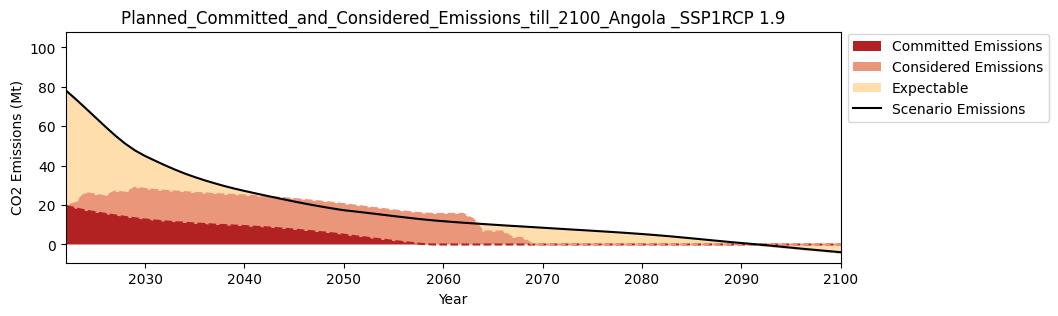 Planned_Committed_and_Considered_Emissions_till_2100_Angola _SSP1RCP 1.9
100
80
60
40
20
0
CO2 Emissions (Mt)
2030
2040
2050
2060
2070
2080
2090
2100
Year
Committed Emissions
Considered Emissions
Expectable
Scenario Emissions